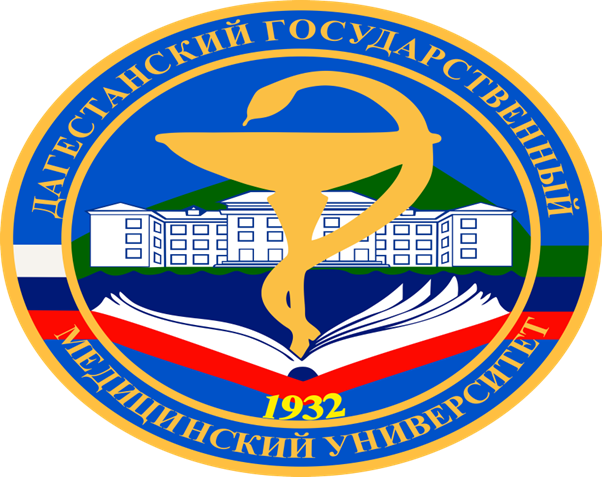 ДАГЕСТАНСКИЙ ГОСУДАРСТВЕННЫЙ
МЕДИЦИНСКИЙ УНИВЕРСИТЕТ
1932